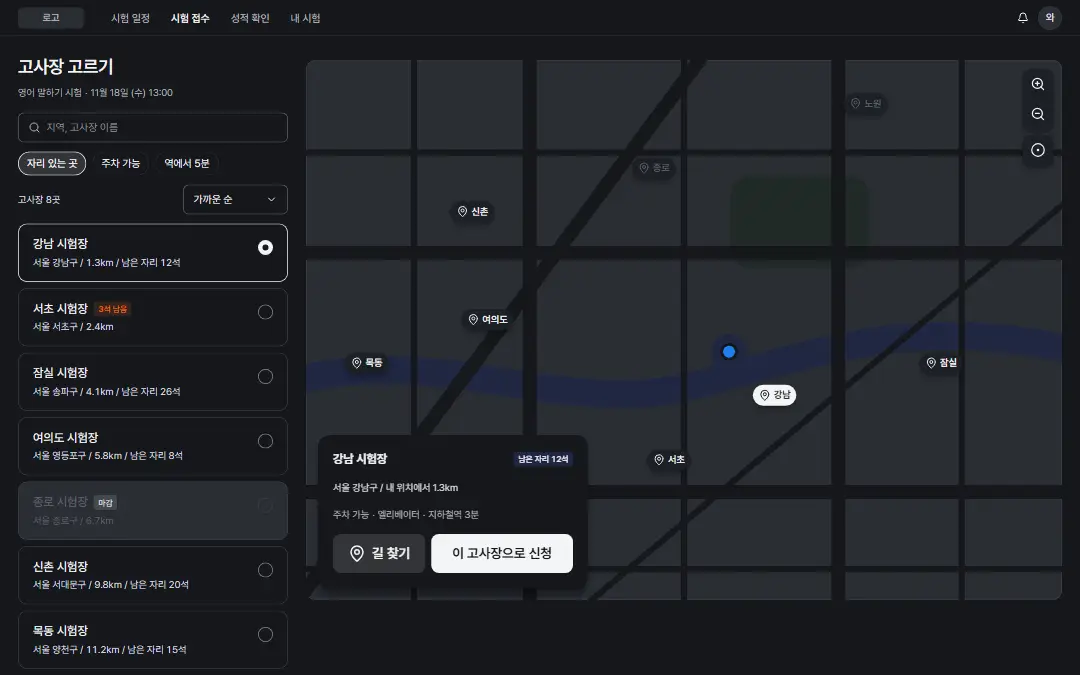 로고 시험 일정 시험 접수 성적 확인 내 시험 와
고사장 고르기
영어 말하기 시험 · 11월 18일 (수) 13:00
지역, 고사장 이름
자리 있는 곳 주차 가능 역에서 5분
고사장 8곳 가까운 순
강남 시험장
서울 강남구 / 1.3km / 남은 자리 12석
서초 시험장 3석 남음
서울 서초구 / 2.4km
잠실 시험장
서울 송파구 / 4.1km / 남은 자리 26석
여의도 시험장
서울 영등포구 / 5.8km / 남은 자리 8석
종로 시험장 마감
서울 종로구 / 6.7km
신촌 시험장
서울 서대문구 / 9.8km / 남은 자리 20석
목동 시험장
서울 양천구 / 11.2km / 남은 자리 15석
노원
종로
신촌
여의도
목동
잠실
강남
서초
강남 시험장 남은 자리 12석
서울 강남구 / 내 위치에서 1.3km
주차 가능 · 엘리베이터 · 지하철역 3분
길 찾기 이 고사장으로 신청